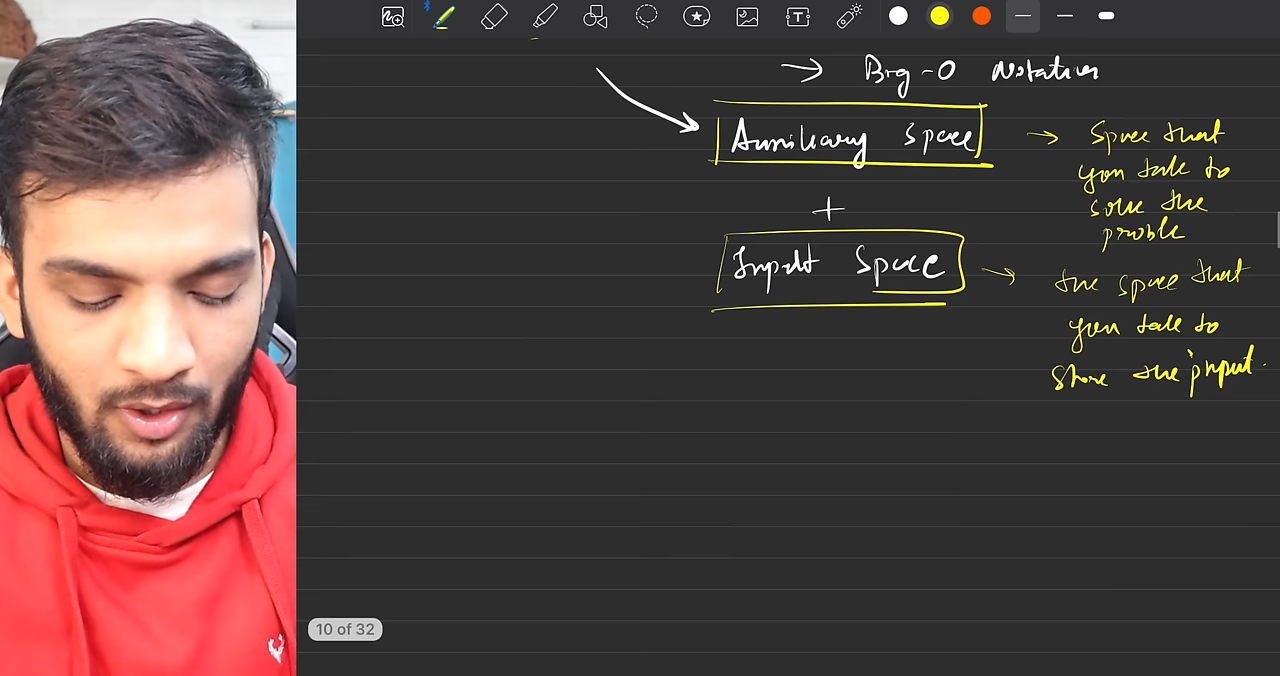 → Big-O Notation
Auxiliary Space → Space that
you take to
solve the
proble
+
Input Space → the space that
you take to
store the input.
10 of 32